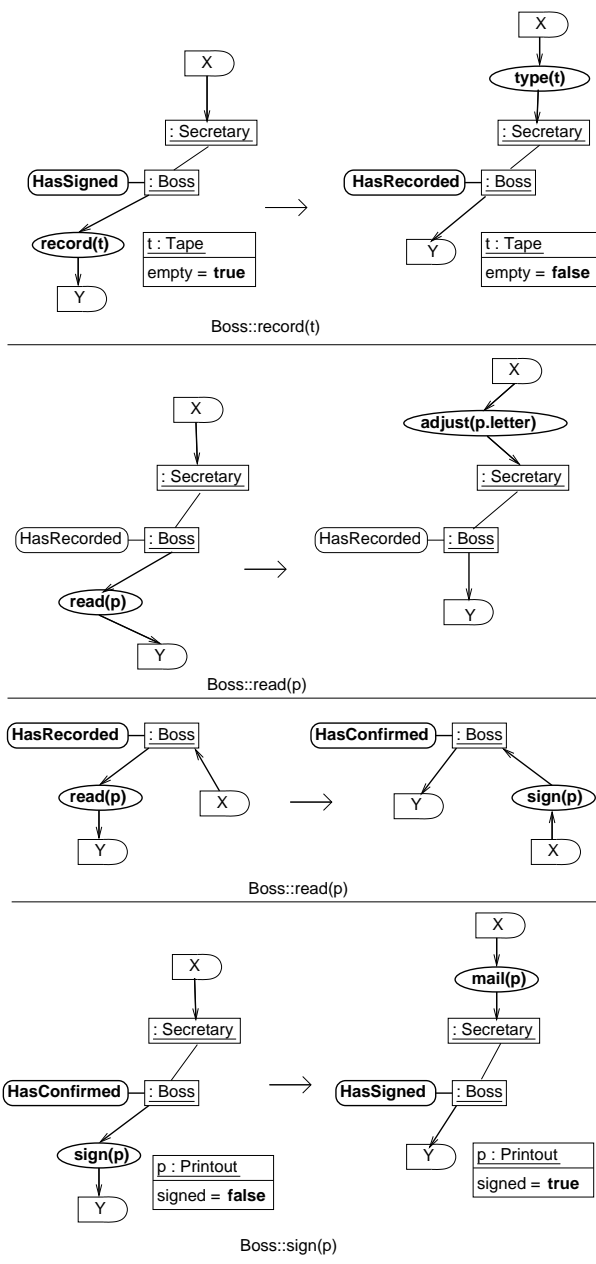 X
X
type(t)
: Secretary
: Secretary
HasSigned
: Boss
HasRecorded
: Boss
record(t)
t : Tape
empty = true
Y
Y
t : Tape
empty = false
Boss::record(t)
X
X
adjust(p.letter)
: Secretary
: Secretary
HasRecorded
: Boss
HasRecorded
: Boss
read(p)
Y
Y
Boss::read(p)
HasRecorded
: Boss
HasConfirmed
: Boss
read(p)
X
Y
sign(p)
Y
X
Boss::read(p)
X
X
mail(p)
: Secretary
: Secretary
HasConfirmed
: Boss
HasSigned
: Boss
sign(p)
p : Printout
signed = false
Y
Y
p : Printout
signed = true
Boss::sign(p)